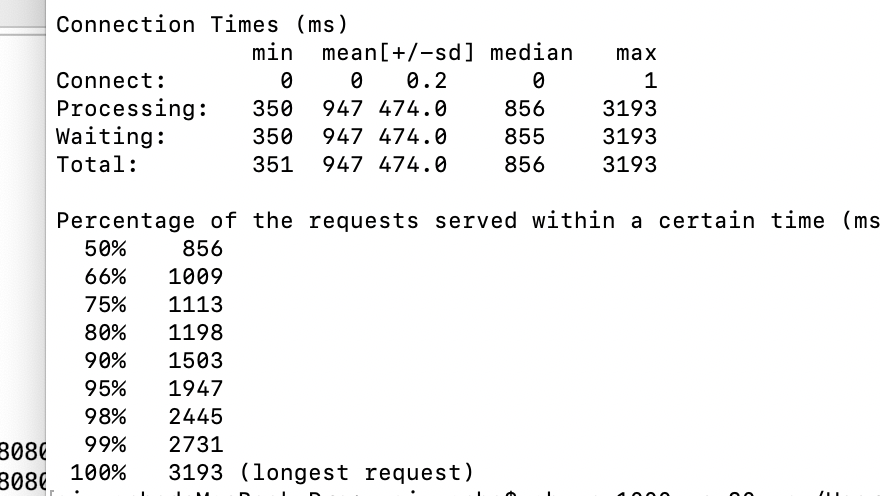 Connection Times (ms)
              min  mean[+/-sd] median   max
Connect:        0    0   0.2      0       1
Processing:   350  947 474.0    856    3193
Waiting:      350  947 474.0    855    3193
Total:        351  947 474.0    856    3193
Percentage of the requests served within a certain time (ms
  50%    856
  66%   1009
  75%   1113
  80%   1198
  90%   1503
  95%   1947
  98%   2445
  99%   2731
 100%   3193 (longest request)
8080
8080